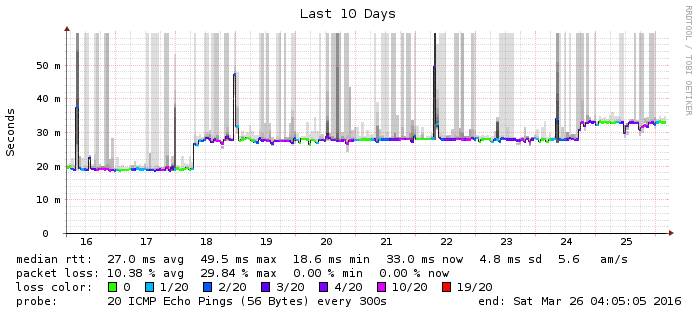 Last 10 Days
RRDTOOL / TOBI OETIKER
Seconds
50 m
40 m
30 m
20 m
10 m
0
16 17 18 19 20 21 22 23 24 25
median rtt: 27.0 ms avg 49.5 ms max 18.6 ms min 33.0 ms now 4.8 ms sd 5.6 am/s
packet loss: 10.38 % avg 29.84 % max 0.00 % min 0.00 % now
loss color: 0 1/20 2/20 3/20 4/20 10/20 19/20
probe: 20 ICMP Echo Pings (56 Bytes) every 300s end: Sat Mar 26 04:05:05 2016